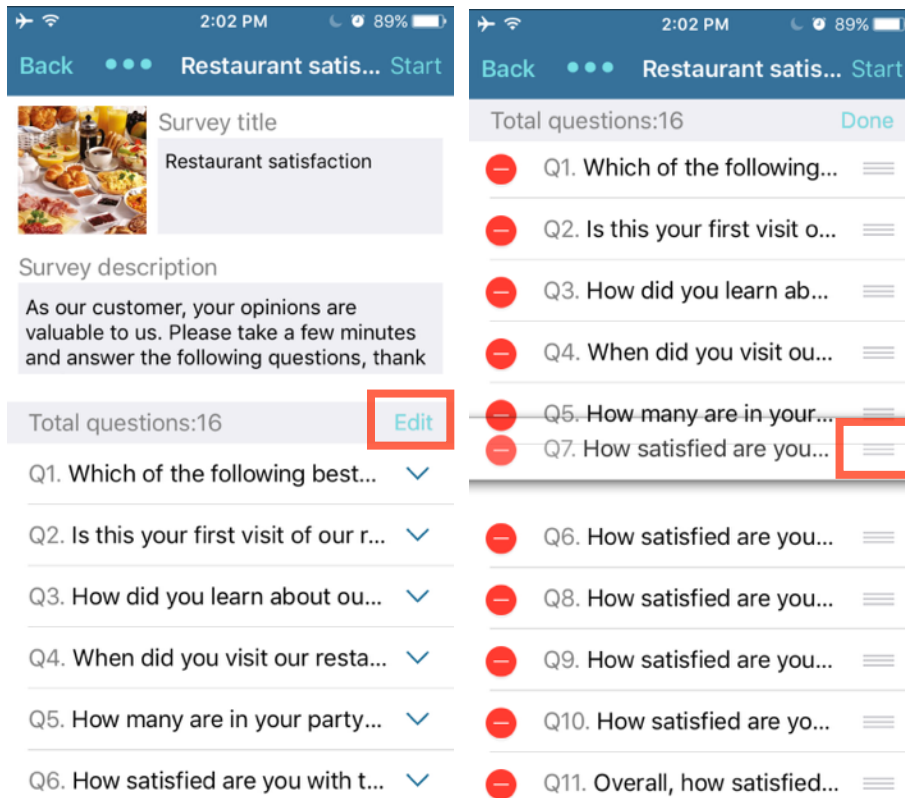 2:02 PM 89%
Back ••• Restaurant satis... Start
Survey title
Restaurant satisfaction
Survey description
As our customer, your opinions are
valuable to us. Please take a few minutes
and answer the following questions, thank
Total questions:16 Edit
Q1. Which of the following best...
Q2. Is this your first visit of our r...
Q3. How did you learn about ou...
Q4. When did you visit our resta...
Q5. How many are in your party...
Q6. How satisfied are you with t...
2:02 PM 89%
Back ••• Restaurant satis... Start
Total questions:16 Done
Q1. Which of the following...
Q2. Is this your first visit o...
Q3. How did you learn ab...
Q4. When did you visit ou...
Q5. How many are in your...
Q7. How satisfied are you...
Q6. How satisfied are you...
Q8. How satisfied are you...
Q9. How satisfied are you...
Q10. How satisfied are yo...
Q11. Overall, how satisfied...